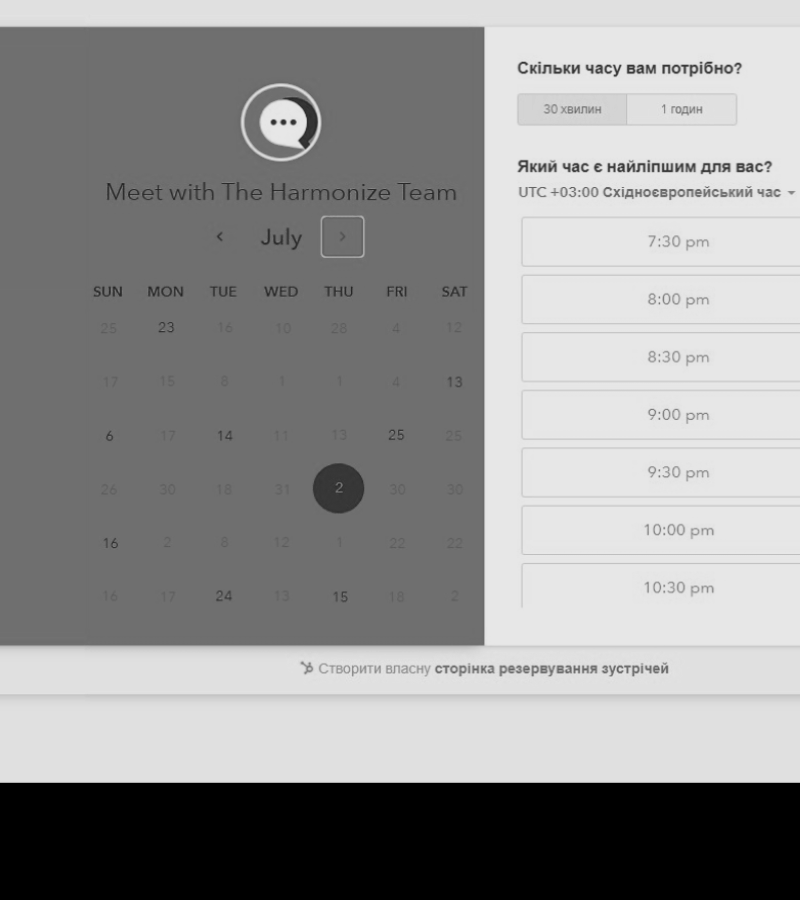 Meet with The Harmonize Team
July
SUN MON TUE WED THU FRI SAT
25 23 16 10 28 4 12
17 15 8 1 1 4 13
6 17 14 11 13 25 25
26 30 18 31 2 30 30
16 2 8 12 1 22 22
16 17 24 13 15 18 2
Скільки часу вам потрібно?
30 хвилин 1 годин
Який час є найліпшим для вас?
UTC +03:00 Східноєвропейський час
7:30 pm
8:00 pm
8:30 pm
9:00 pm
9:30 pm
10:00 pm
10:30 pm
Створити власну сторінка резервування зустрічей